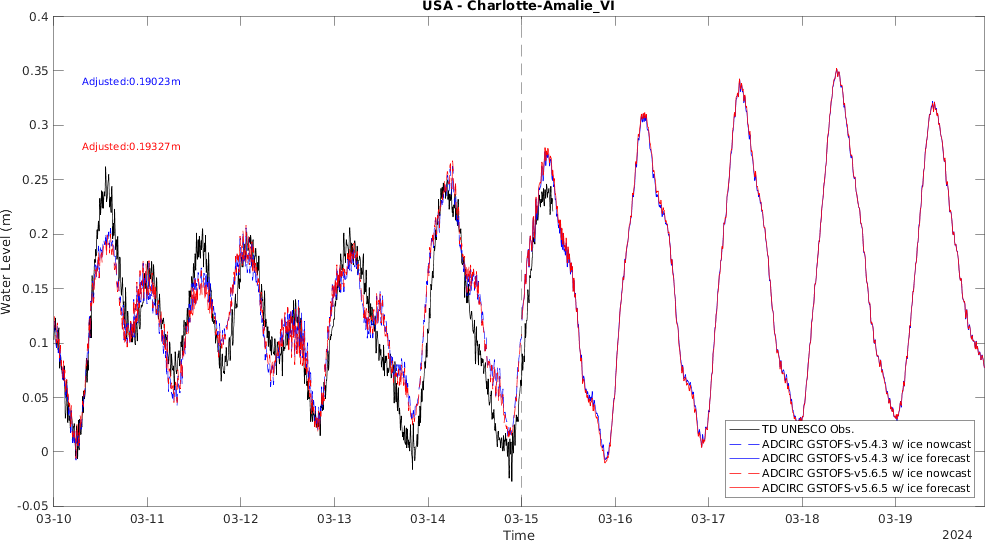 USA - Charlotte-Amalie_VI
0.4
0.35
0.3
0.25
0.2
0.15
0.1
0.05
0
-0.05
Water Level (m)
Adjusted:0.19023m
Adjusted:0.19327m
TD UNESCO Obs.
ADCIRC GSTOFS-v5.4.3 w/ ice nowcast
ADCIRC GSTOFS-v5.4.3 w/ ice forecast
ADCIRC GSTOFS-v5.6.5 w/ ice nowcast
ADCIRC GSTOFS-v5.6.5 w/ ice forecast
03-10 03-11 03-12 03-13 03-14 03-15 03-16 03-17 03-18 03-19
Time
2024